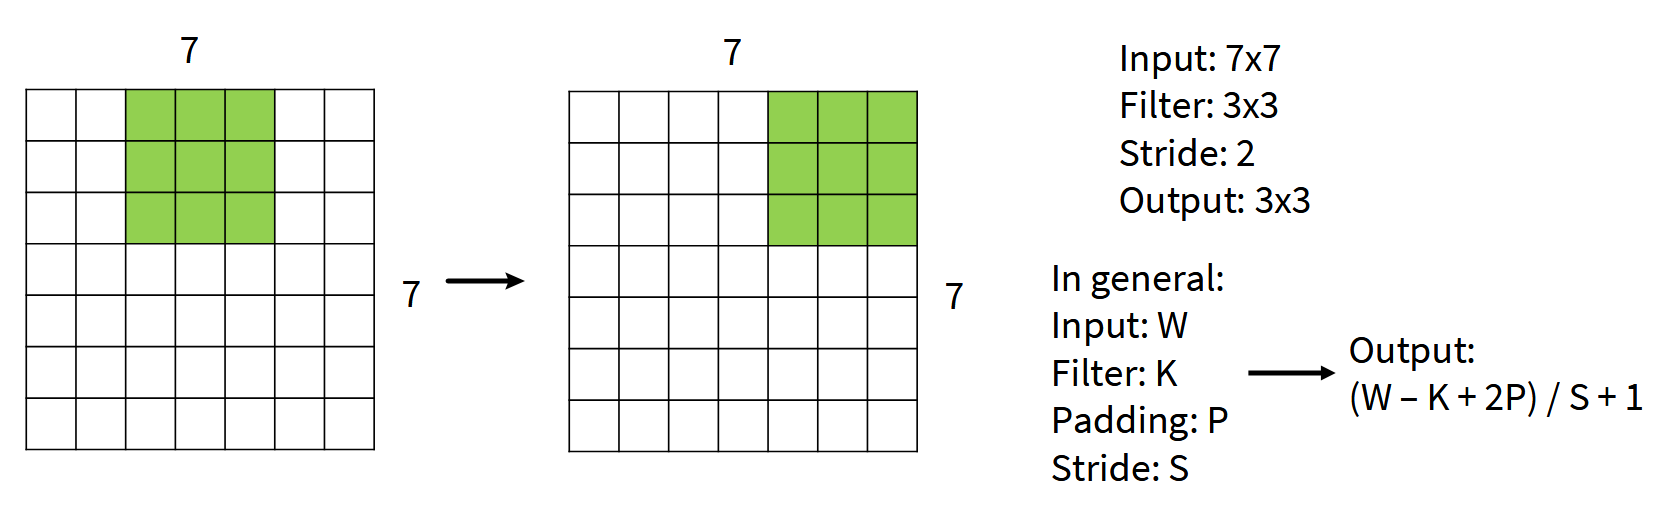 7
7
7
7
Input: 7x7
Filter: 3x3
Stride: 2
Output: 3x3
In general:
Input: W
Filter: K
Padding: P
Stride: S
Output:
(W – K + 2P) / S + 1